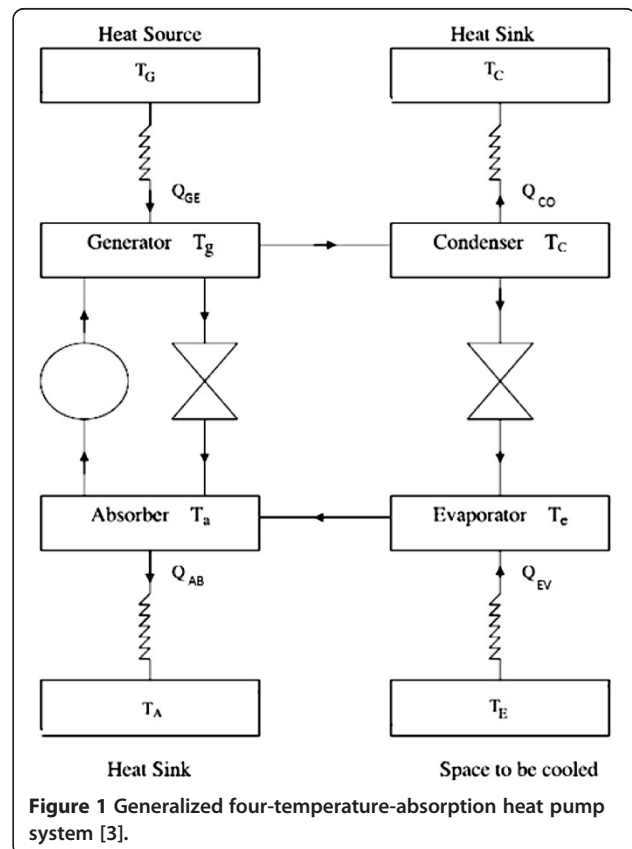 Heat Source
Heat Sink
T_G
T_C
Q_GE
Q_CO
Generator T_g
Condenser T_C
Absorber T_a
Evaporator T_e
Q_AB
Q_EV
T_A
T_E
Heat Sink
Space to be cooled
Figure 1 Generalized four-temperature-absorption heat pump
system [3].